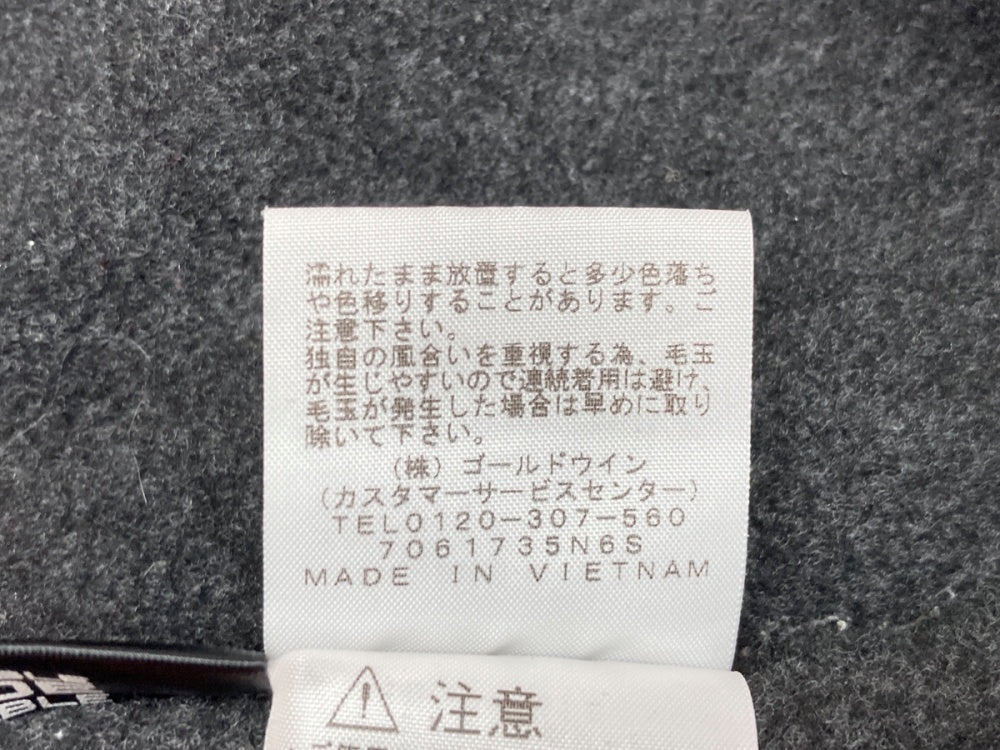 濡れたまま放置すると多少色落ち
や色移りすることがあります。ご
注意下さい。
独自の風合いを重視する為、毛玉
が生じやすいので連続着用は避け、
毛玉が発生した場合は早めに取り
除いて下さい。
(株)ゴールドウイン
(カスタマーサービスセンター)
TEL0120-307-560
7061735N6S
MADE IN VIETNAM
注意